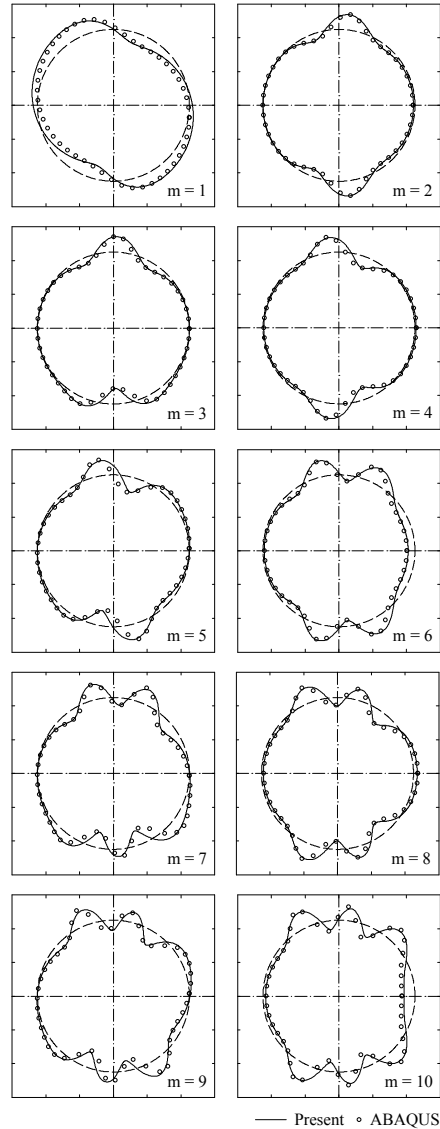 m = 1
m = 2
m = 3
m = 4
m = 5
m = 6
m = 7
m = 8
m = 9
m = 10
Present ABAQUS